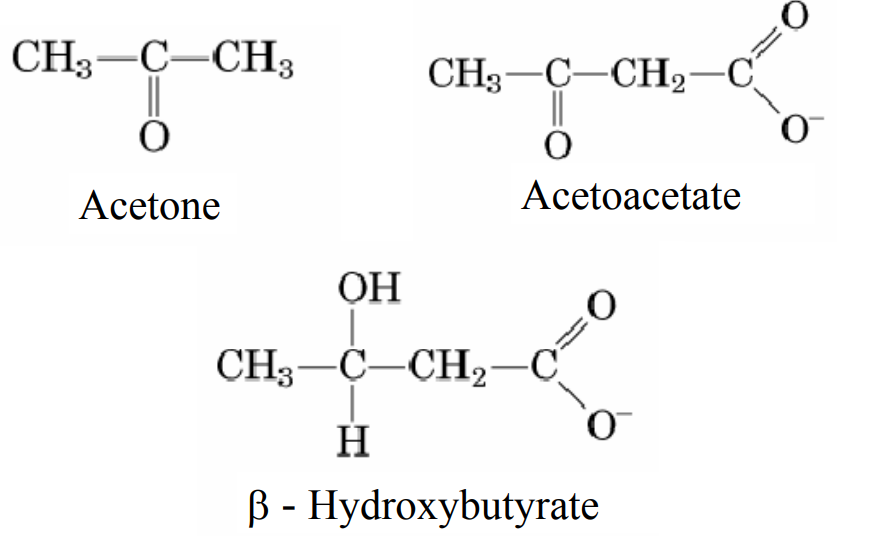 CH₃—C—CH₃
O
Acetone
CH₃—C—CH₂—C
O
O
O⁻
Acetoacetate
OH
CH₃—C—CH₂—C
O
O⁻
H
β - Hydroxybutyrate